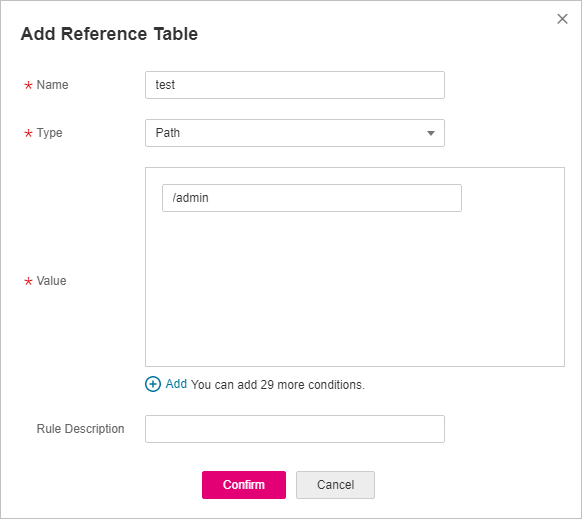 Add Reference Table
* Name
test
* Type
Path
/admin
* Value
Add You can add 29 more conditions.
Rule Description
Confirm Cancel